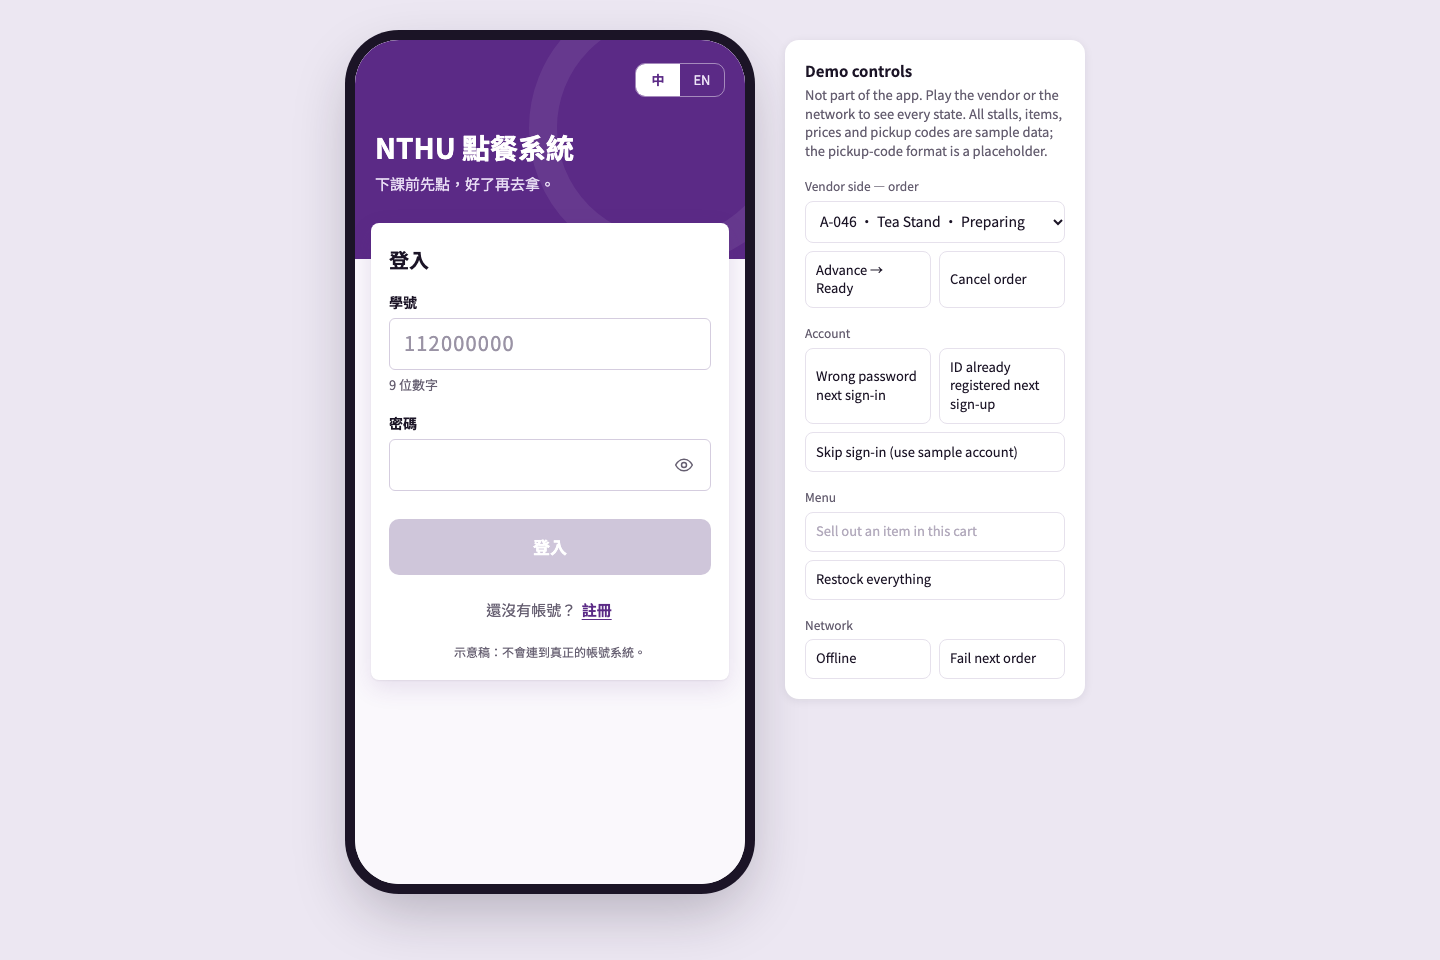 中
EN
NTHU 點餐系統
下課前先點，好了再去拿。
登入
學號
112000000
9 位數字
密碼
登入
還沒有帳號？ 註冊
示意稿：不會連到真正的帳號系統。
Demo controls
Not part of the app. Play the vendor or the
network to see every state. All stalls, items,
prices and pickup codes are sample data;
the pickup-code format is a placeholder.
Vendor side — order
A-046 ・ Tea Stand ・ Preparing
Advance →
Ready
Cancel order
Account
Wrong password
next sign-in
ID already
registered next
sign-up
Skip sign-in (use sample account)
Menu
Sell out an item in this cart
Restock everything
Network
Offline
Fail next order